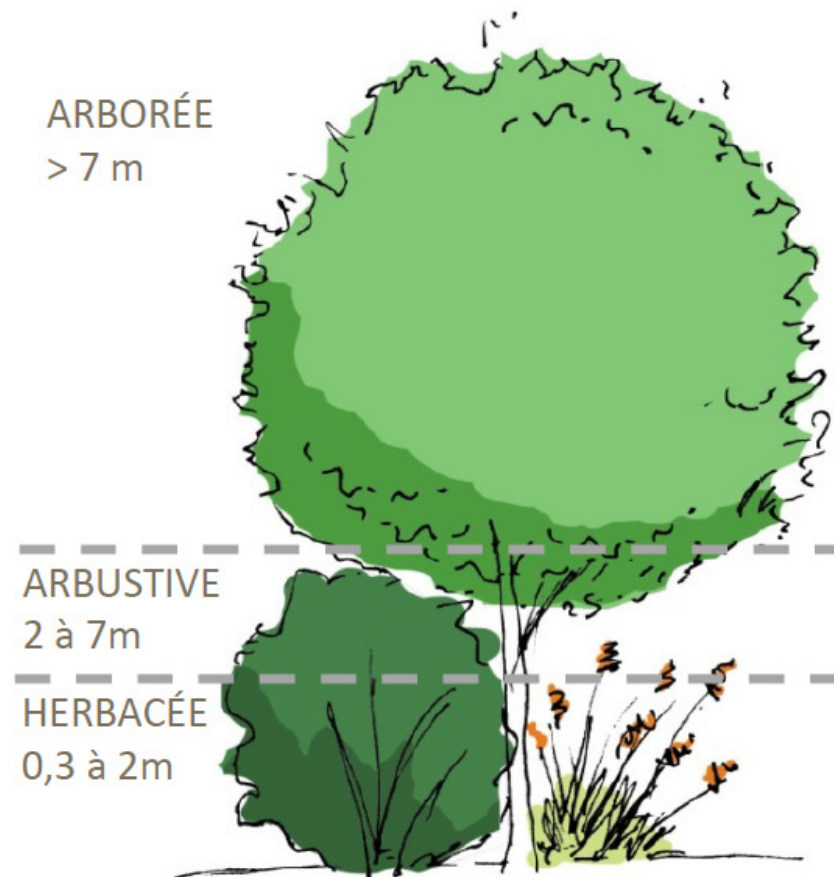 ARBORÉE
> 7 m
ARBUSTIVE
2 à 7m
HERBACÉE
0,3 à 2m